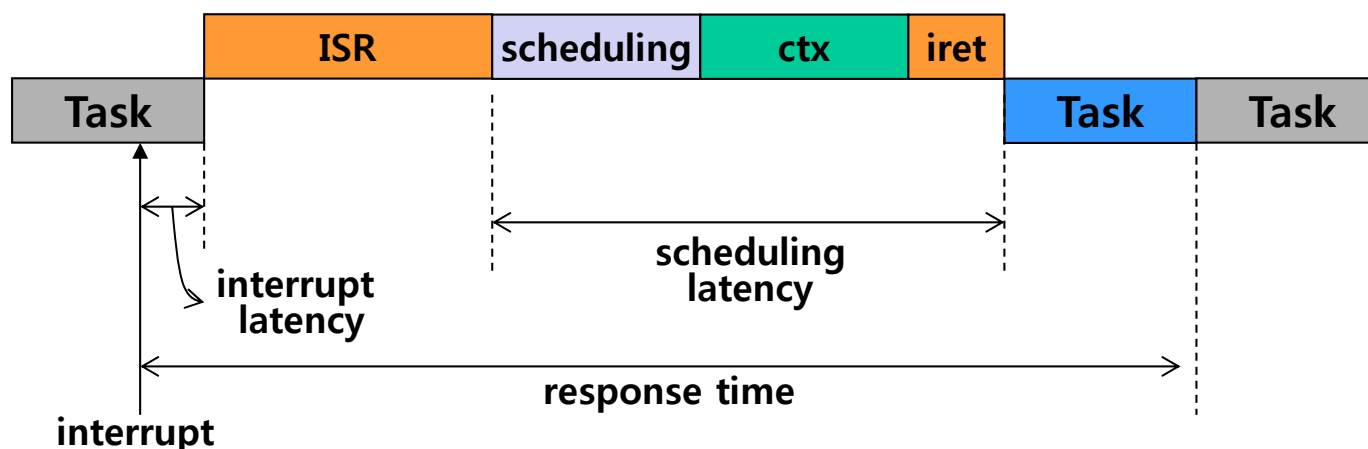 ISR
scheduling
ctx
iret
Task
Task
Task
interrupt
latency
scheduling
latency
response time
interrupt